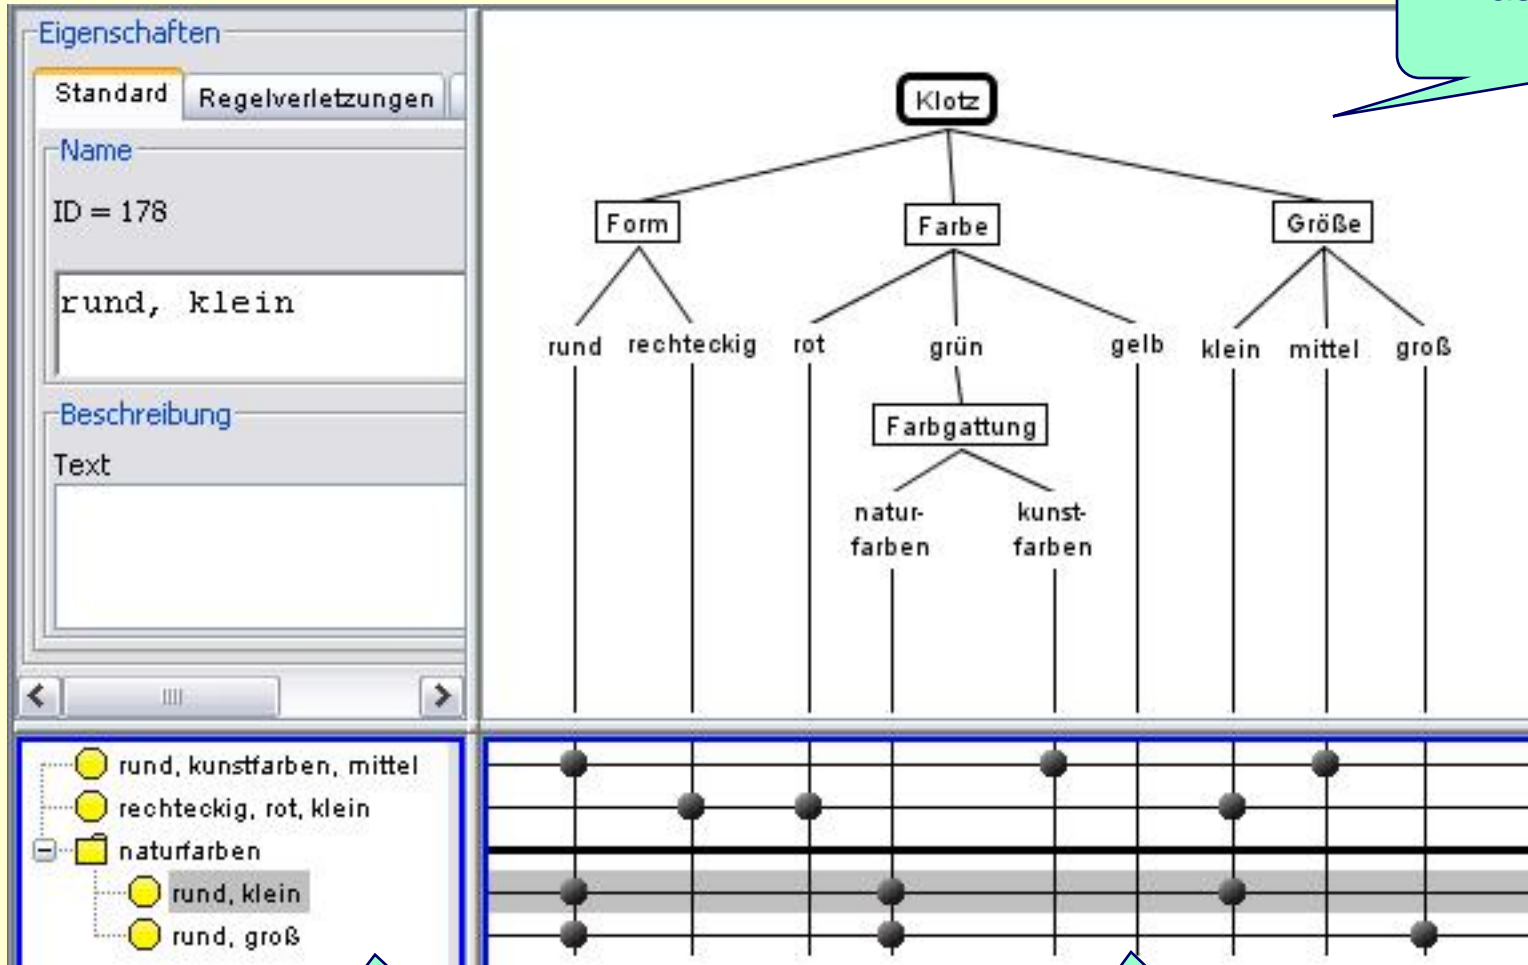 Eigenschaften
Standard Regelverletzungen
Name
ID = 178
rund, klein
Beschreibung
Text
Klotz
Form Farbe Größe
rund rechteckig rot grün gelb klein mittel groß
Farbgattung
natur- kunst-
farben farben
rund, kunstfarben, mittel
rechteckig, rot, klein
naturfarben
rund, klein
rund, groß